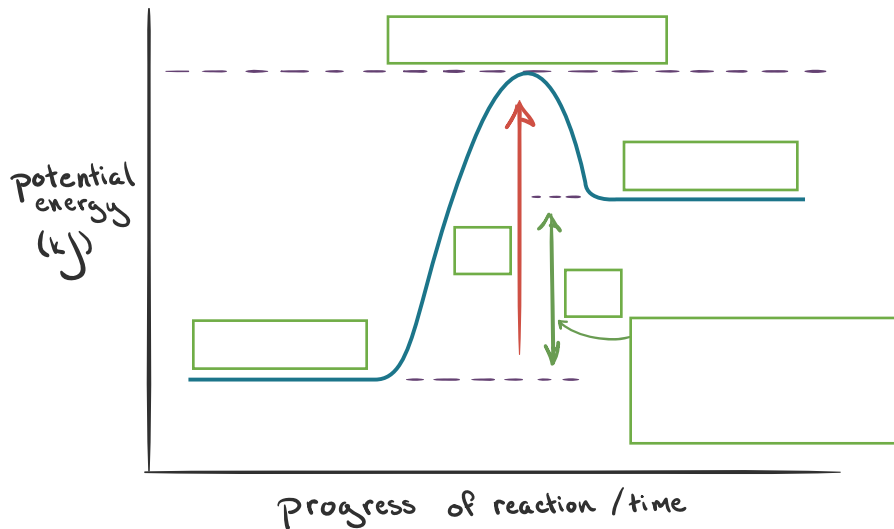 potential
energy
(kJ)
progress of reaction / time